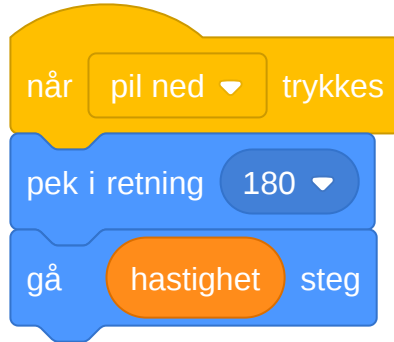 når pil ned trykkes
pek i retning 180
gå hastighet steg